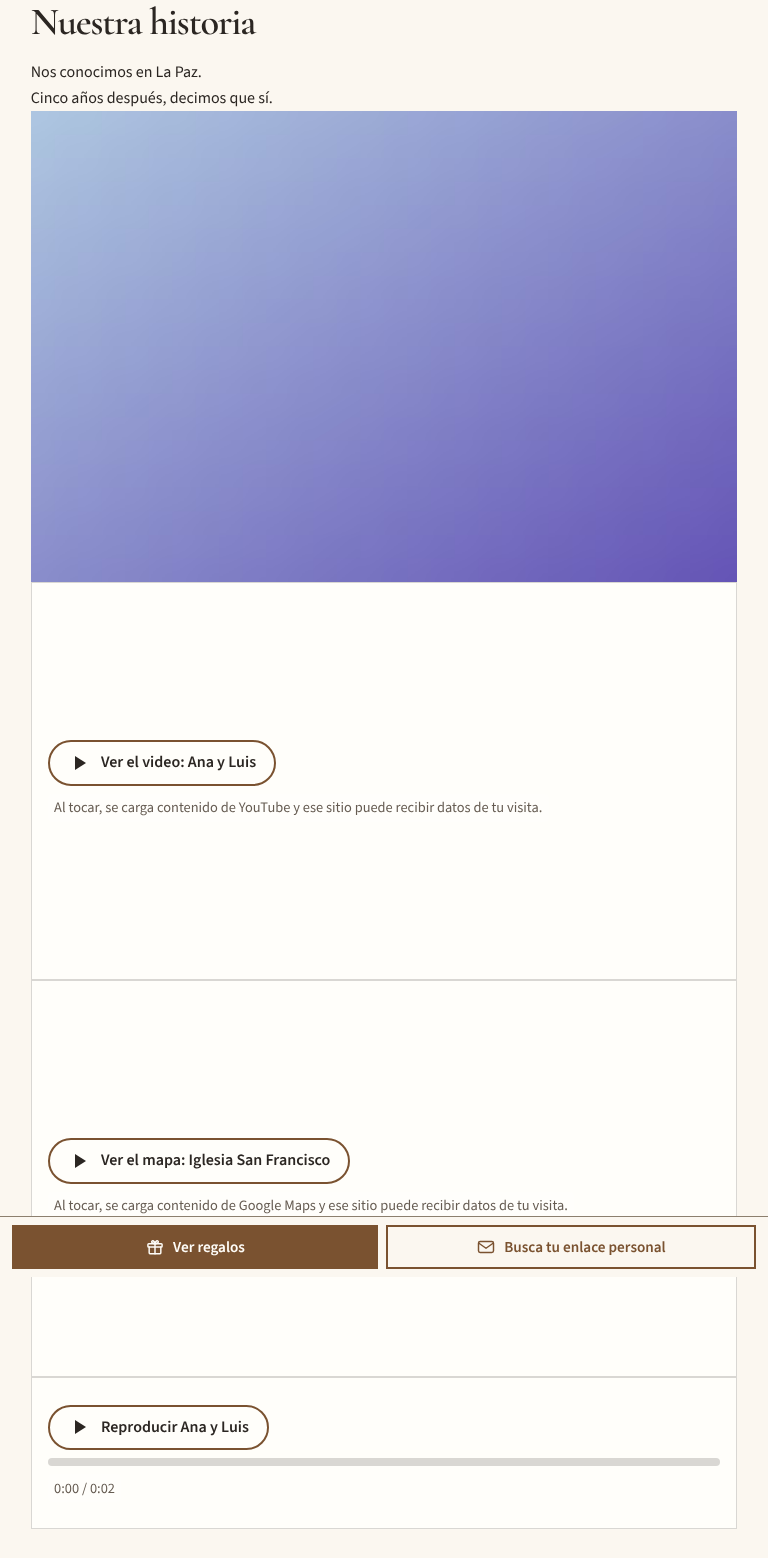 Nuestra historia
Nos conocimos en La Paz.
Cinco años después, decimos que sí.
Ver el video: Ana y Luis
Al tocar, se carga contenido de YouTube y ese sitio puede recibir datos de tu visita.
Ver el mapa: Iglesia San Francisco
Al tocar, se carga contenido de Google Maps y ese sitio puede recibir datos de tu visita.
Ver regalos
Busca tu enlace personal
Reproducir Ana y Luis
0:00 / 0:02